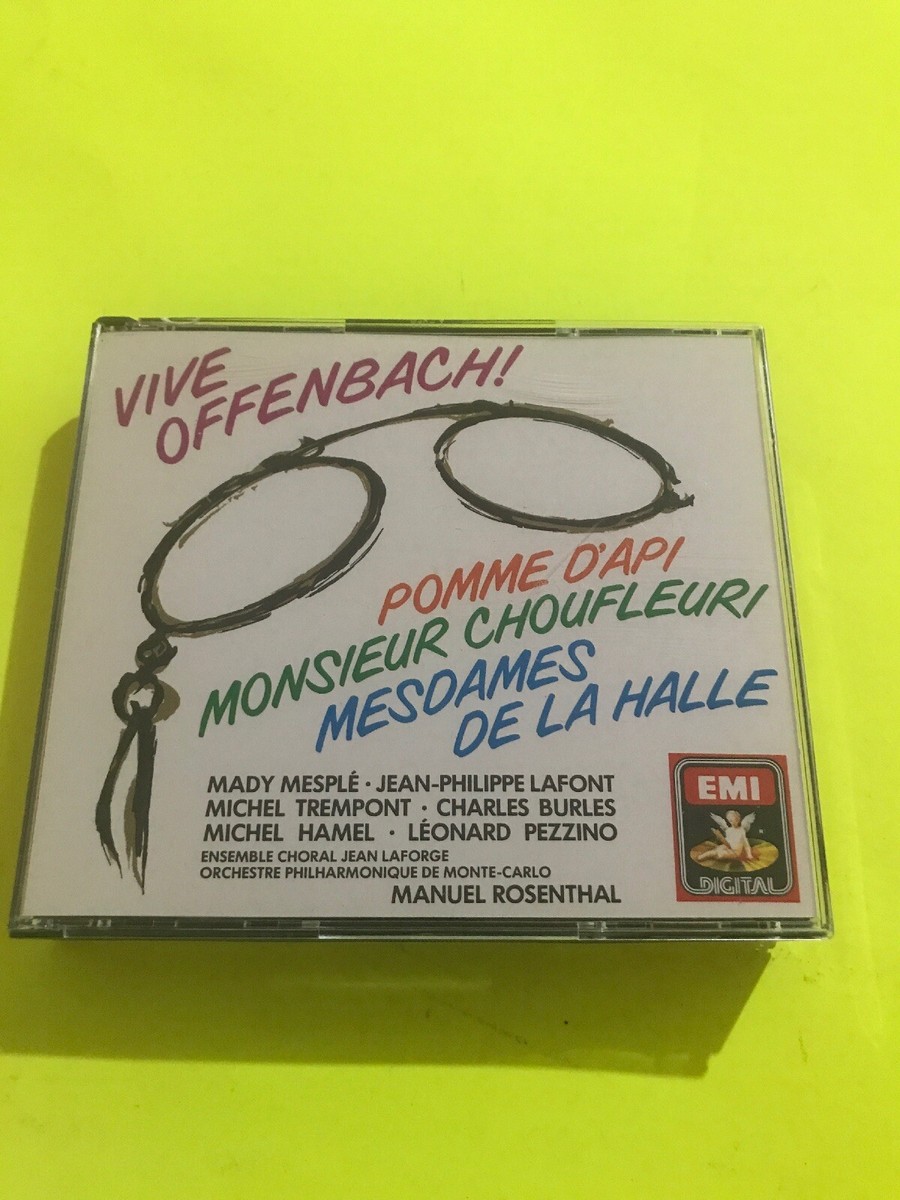 VIVE
OFFENBACH!
POMME D'API
MONSIEUR CHOUFLEURI
MESDAMES
DE LA HALLE
MADY MESPLÉ · JEAN-PHILIPPE LAFONT
MICHEL TREMPONT · CHARLES BURLES
MICHEL HAMEL · LÉONARD PEZZINO
ENSEMBLE CHORAL JEAN LAFORGE
ORCHESTRE PHILHARMONIQUE DE MONTE-CARLO
MANUEL ROSENTHAL
EMI
DIGITAL